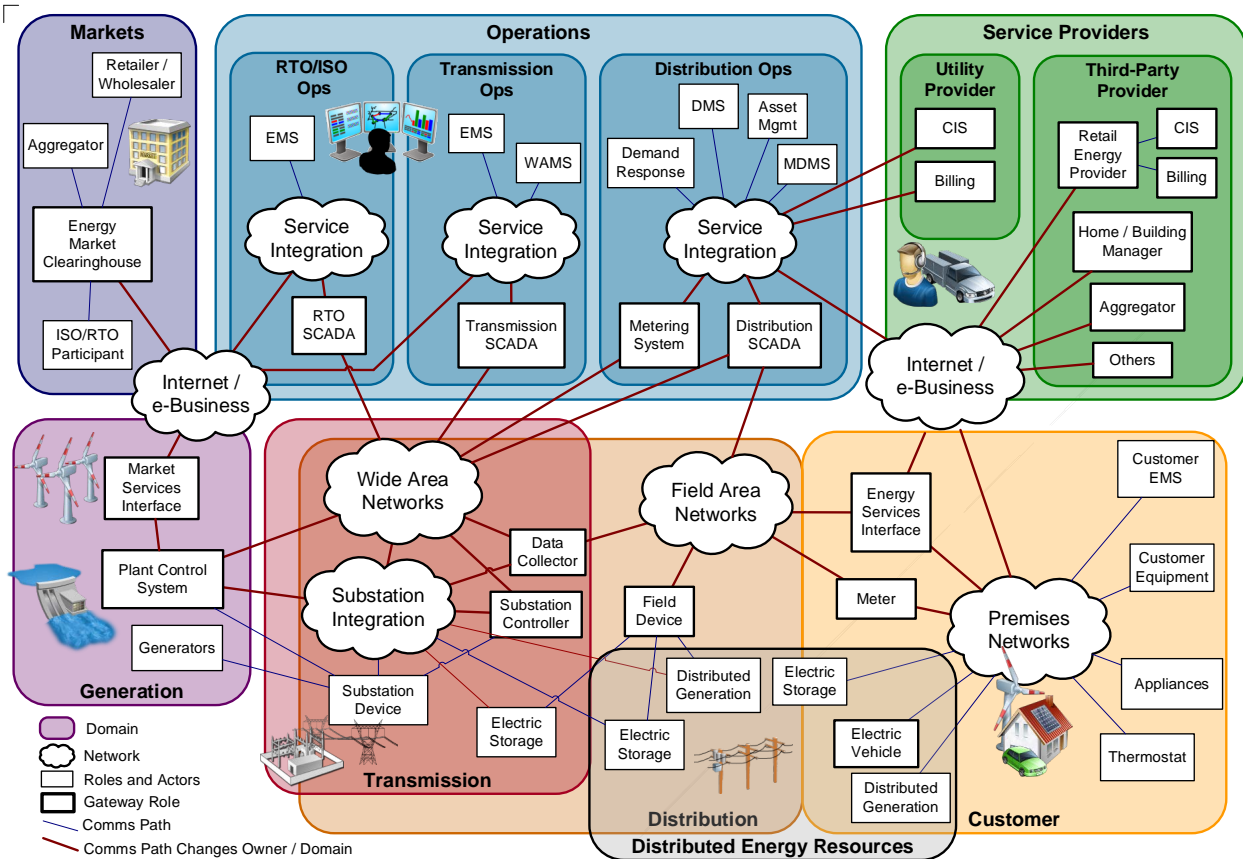 Markets
Retailer /
Wholesaler
Aggregator
Energy
Market
Clearinghouse
ISO/RTO
Participant
Operations
RTO/ISO
Ops
EMS
Service
Integration
RTO
SCADA
Transmission
Ops
EMS
WAMS
Service
Integration
Transmission
SCADA
Distribution Ops
DMS
Asset
Mgmt
Demand
Response
MDMS
Service
Integration
Metering
System
Distribution
SCADA
Service Providers
Utility
Provider
CIS
Billing
Third-Party
Provider
Retail
Energy
Provider
CIS
Billing
Home / Building
Manager
Aggregator
Others
Internet /
e-Business
Internet /
e-Business
Market
Services
Interface
Plant Control
System
Generators
Generation
Wide Area
Networks
Substation
Integration
Data
Collector
Substation
Controller
Substation
Device
Electric
Storage
Transmission
Field Area
Networks
Field
Device
Distributed
Generation
Electric
Storage
Distribution
Energy
Services
Interface
Meter
Premises
Networks
Customer
EMS
Customer
Equipment
Appliances
Thermostat
Electric
Storage
Electric
Vehicle
Distributed
Generation
Customer
Distributed Energy Resources
Domain
Network
Roles and Actors
Gateway Role
Comms Path
Comms Path Changes Owner / Domain